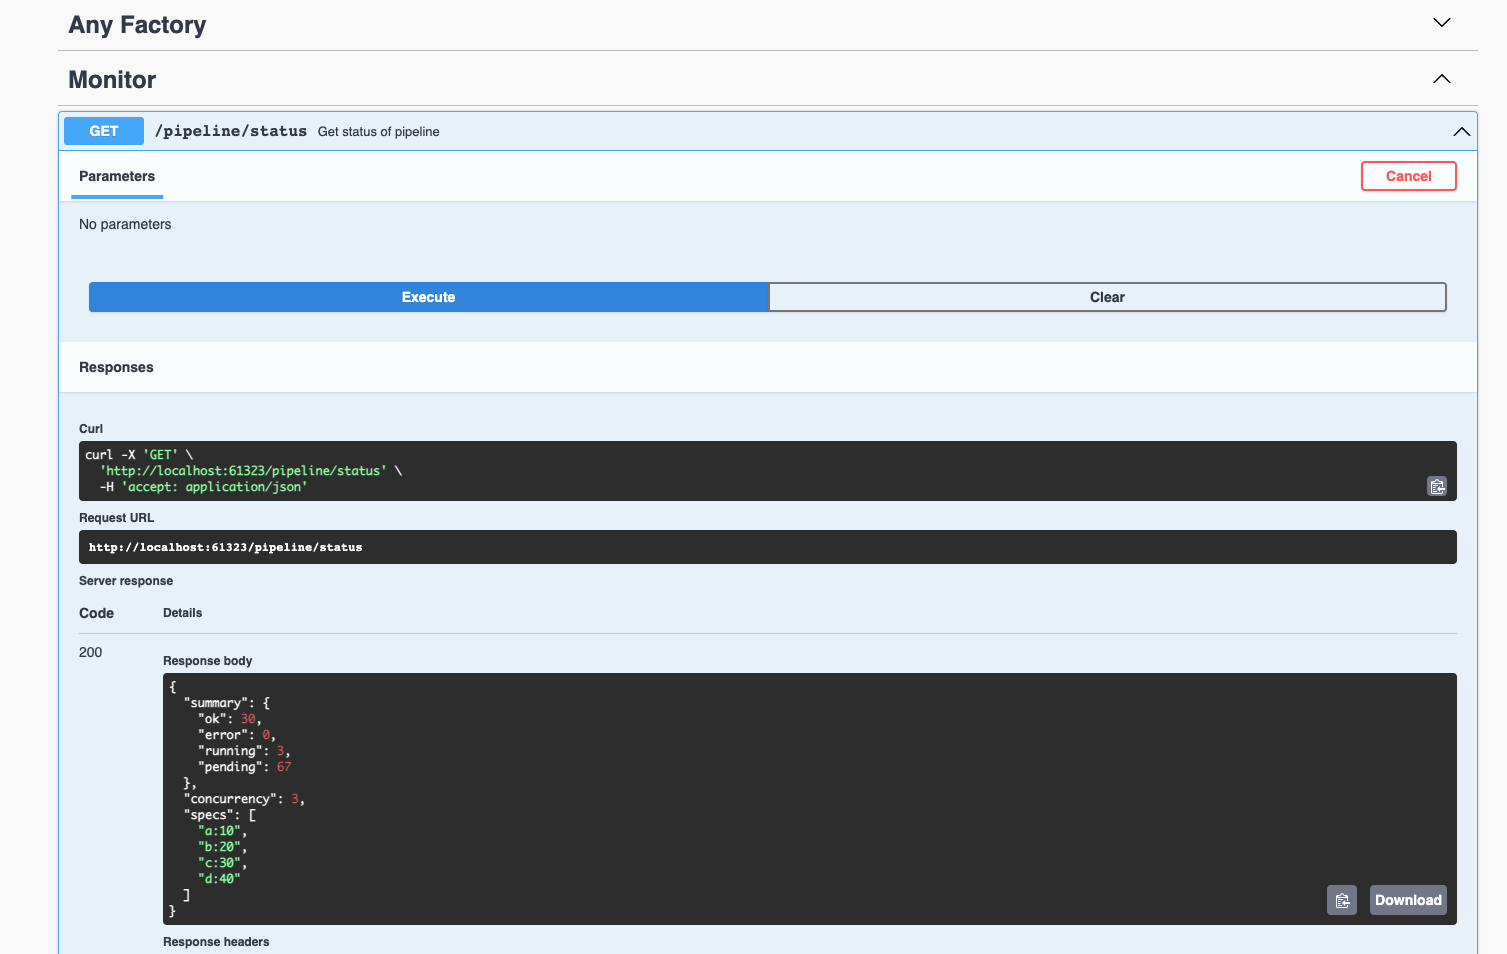 Any Factory
Monitor
GET /pipeline/status Get status of pipeline
Parameters
Cancel
No parameters
Execute
Clear
Responses
Curl
curl -X 'GET' \
  'http://localhost:61323/pipeline/status' \
  -H 'accept: application/json'
Request URL
http://localhost:61323/pipeline/status
Server response
Code Details
200
Response body
{
  "summary": {
    "ok": 30,
    "error": 0,
    "running": 3,
    "pending": 67
  },
  "concurrency": 3,
  "specs": [
    "a:10",
    "b:20",
    "c:30",
    "d:40"
  ]
}
Download
Response headers